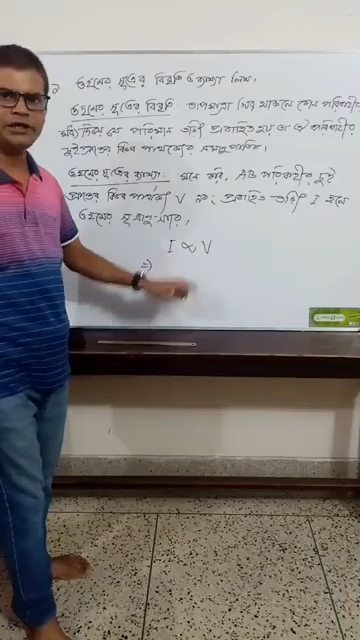 ওহমের সূত্রের বিবৃতি ও ব্যাখ্যা লিখ.
ওহমের সূত্রের বিবৃতি: তাপমাত্রা স্থির থাকলে কোন পরিবাহীর
মধ্য দিয়ে যে পরিমান তড়িৎ প্রবাহিত হয় তা ঐ পরিবাহীর
দুই প্রান্তের বিভব পার্থক্যের সমানুপাতিক।
ওহমের সূত্রের ব্যাখ্যা: মনে করি, AB পরিবাহীর দুই
প্রান্তের বিভব পার্থক্য V এবং প্রবাহিত তড়িৎ I হলে
ওহমের সূত্রানুসারে,
I ∝ V